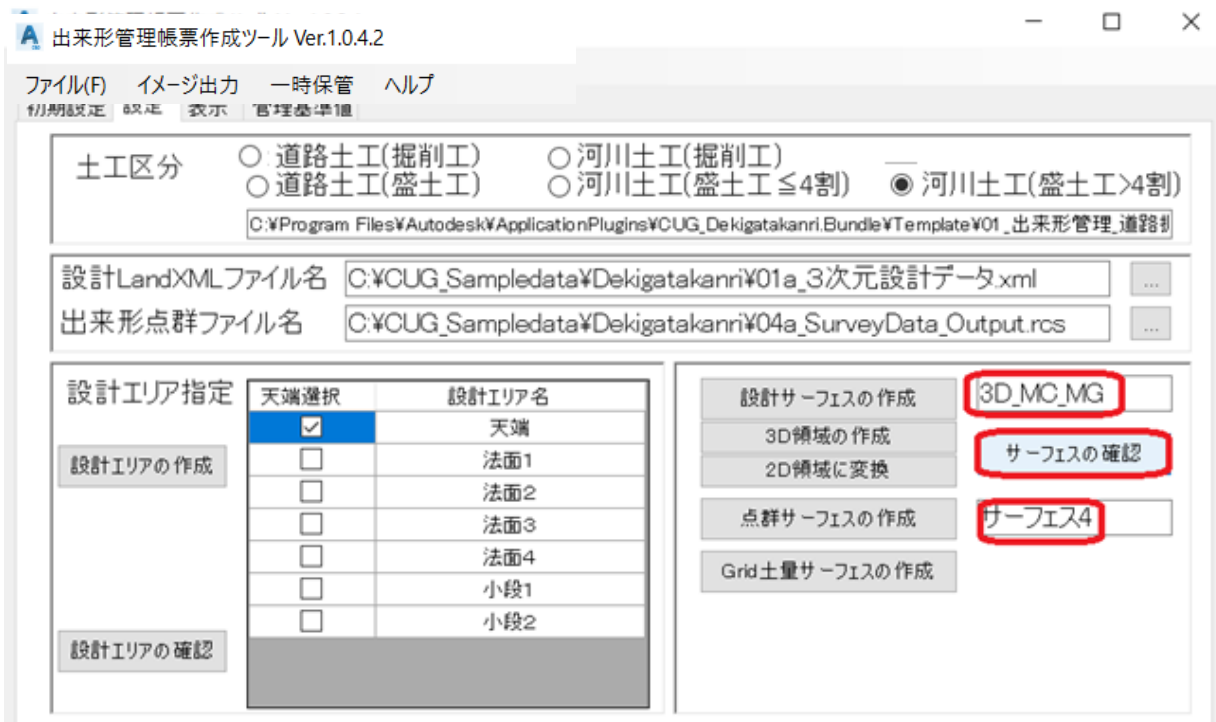 出来形管理帳票作成ツール Ver.1.0.4.2
ファイル(F) イメージ出力 一時保管 ヘルプ
初期設定 設定 表示 管理基準値
土工区分
道路土工(掘削工) 河川土工(掘削工)
道路土工(盛土工) 河川土工(盛土工≦4割) 河川土工(盛土工>4割)
C:¥Program Files¥Autodesk¥ApplicationPlugins¥CUG_Dekigatakanri.Bundle¥Template¥01_出来形管理_道路
設計LandXMLファイル名 C:¥CUG_Sampledata¥Dekigatakanri¥01a_3次元設計データ.xml ...
出来形点群ファイル名 C:¥CUG_Sampledata¥Dekigatakanri¥04a_SurveyData_Output.rcs ...
設計エリア指定
設計エリアの作成
設計エリアの確認
天端選択 設計エリア名
天端
法面1
法面2
法面3
法面4
小段1
小段2
設計サーフェスの作成 3D_MC_MG
3D領域の作成
サーフェスの確認
2D領域に変換
点群サーフェスの作成 サーフェス4
Grid土量サーフェスの作成